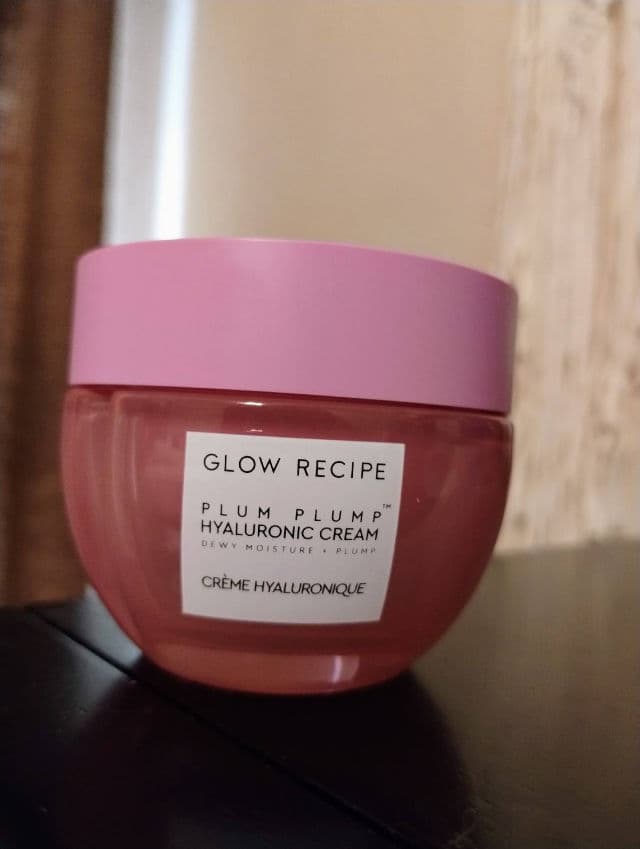 GLOW RECIPE
PLUM PLUMP™
HYALURONIC CREAM
DEWY MOISTURE + PLUMP
CRÈME HYALURONIQUE